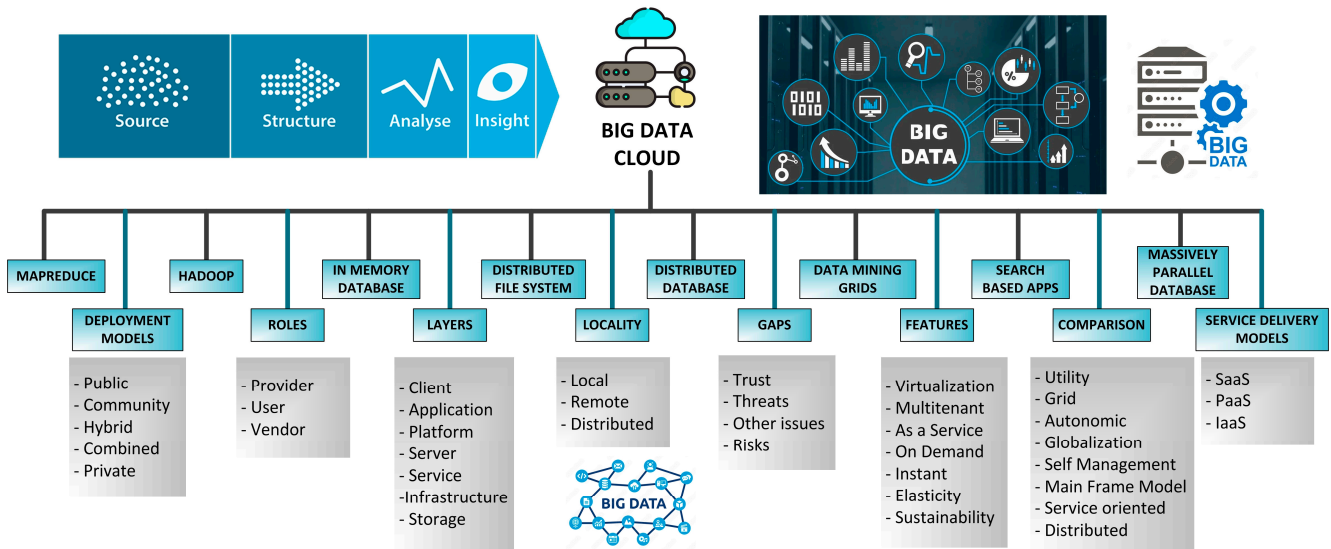 Source
Structure
Analyse
Insight
BIG DATA
CLOUD
0101
1010
%
BIG
DATA
BIG
DATA
MAPREDUCE
HADOOP
IN MEMORY
DATABASE
DISTRIBUTED
FILE SYSTEM
DISTRIBUTED
DATABASE
DATA MINING
GRIDS
SEARCH
BASED APPS
MASSIVELY
PARALLEL
DATABASE
DEPLOYMENT
MODELS
- Public
- Community
- Hybrid
- Combined
- Private
ROLES
- Provider
- User
- Vendor
LAYERS
- Client
- Application
- Platform
- Server
- Service
-Infrastructure
- Storage
LOCALITY
- Local
- Remote
- Distributed
BIG DATA
GAPS
- Trust
- Threats
- Other issues
- Risks
FEATURES
- Virtualization
- Multitenant
- As a Service
- On Demand
- Instant
- Elasticity
- Sustainability
COMPARISON
- Utility
- Grid
- Autonomic
- Globalization
- Self Management
- Main Frame Model
- Service oriented
- Distributed
SERVICE DELIVERY
MODELS
- SaaS
- PaaS
- IaaS